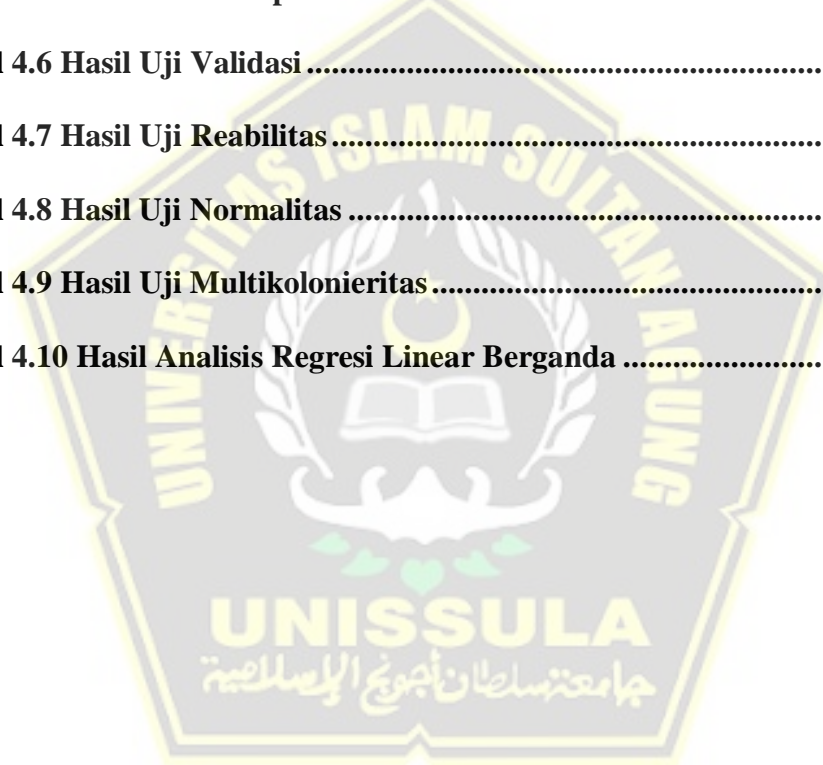 l 4.6 Hasil Uji Validasi ........................................................................
l 4.7 Hasil Uji Reabilitas ....................................................................
l 4.8 Hasil Uji Normalitas .................................................................
l 4.9 Hasil Uji Multikolonieritas .......................................................
l 4.10 Hasil Analisis Regresi Linear Berganda ............................
UNIVERSITAS ISLAM SULTAN AGUNG
UNISSULA
جامعة سلطان أجونج الإسلامية